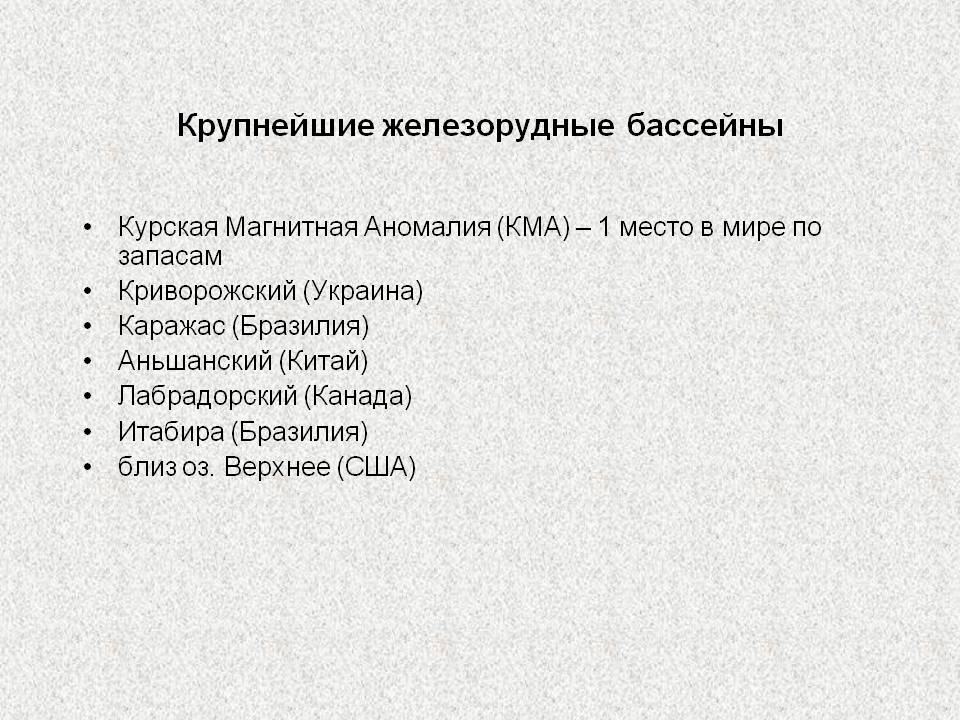 Крупнейшие железорудные бассейны
• Курская Магнитная Аномалия (КМА) – 1 место в мире по
запасам
• Криворожский (Украина)
• Каражас (Бразилия)
• Аньшанский (Китай)
• Лабрадорский (Канада)
• Итабира (Бразилия)
• близ оз. Верхнее (США)